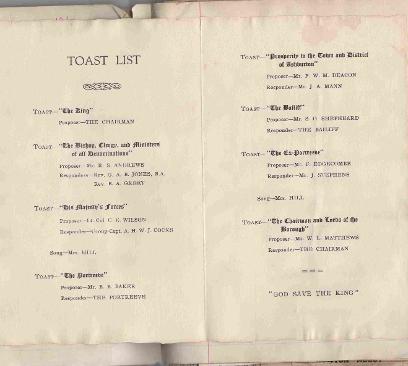 TOAST LIST
TOAST—"The King"
Proposer—THE CHAIRMAN
TOAST—"The Bishop, Clergy, and Ministers
of all Denominations"
Proposer—Mr. R. S. ANDREWS
Responders—Rev. G. A. B. JONES, B.A.
Rev. E. A. GREBY
TOAST—"His Majesty's Forces"
Proposer—Lt. Col. C. E. WILSON
Responder—Group-Capt. A. H. W. J. COCKS
Song—Mrs. HILL
TOAST—"The Portreeve"
Proposer—Mr. B. B. BAKER
Responder—THE PORTREEVE
TOAST—"Prosperity to the Town and District
of Ashburton"
Proposer—Mr. F. W. M. DEACON
Responder—Mr. J. A. MANN
TOAST—"The Bailiff"
Proposer—Mr. S. O. SHEPHEARD
Responder—THE BAILIFF
TOAST—"The Ex-Portreeve"
Proposer—Mr. P. EDGECOMBE
Responder—Mr. J. STEPHENS
Song—Mrs. HILL
TOAST—"The Chairman and Lords of the
Borough"
Proposer—Mr. W. L. MATTHEWS
Responder—THE CHAIRMAN
"GOD SAVE THE KING"